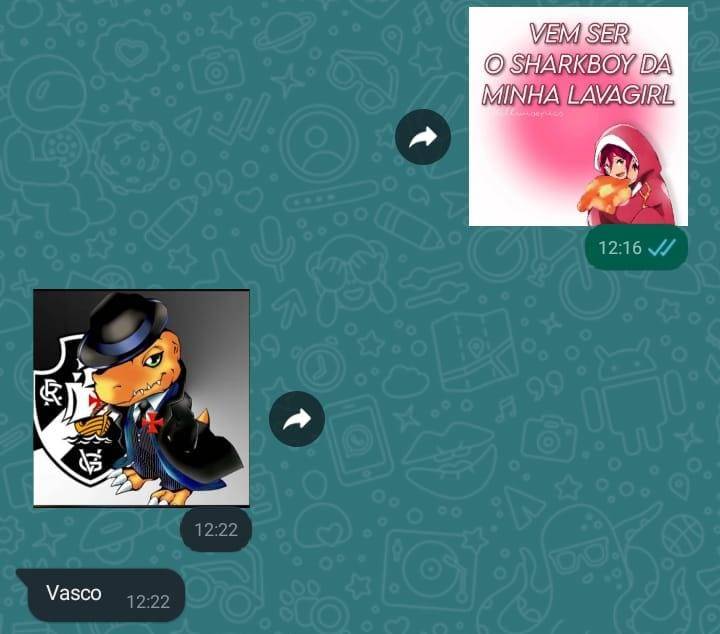 VEM SER
O SHARKBOY DA
MINHA LAVAGIRL
12:16
12:22
Vasco
12:22